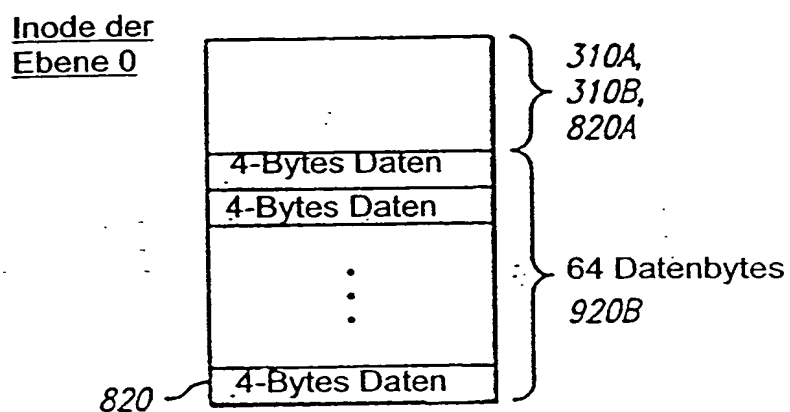 Inode der
Ebene 0
310A,
310B,
820A
4-Bytes Daten
4-Bytes Daten
64 Datenbytes
920B
820
4-Bytes Daten